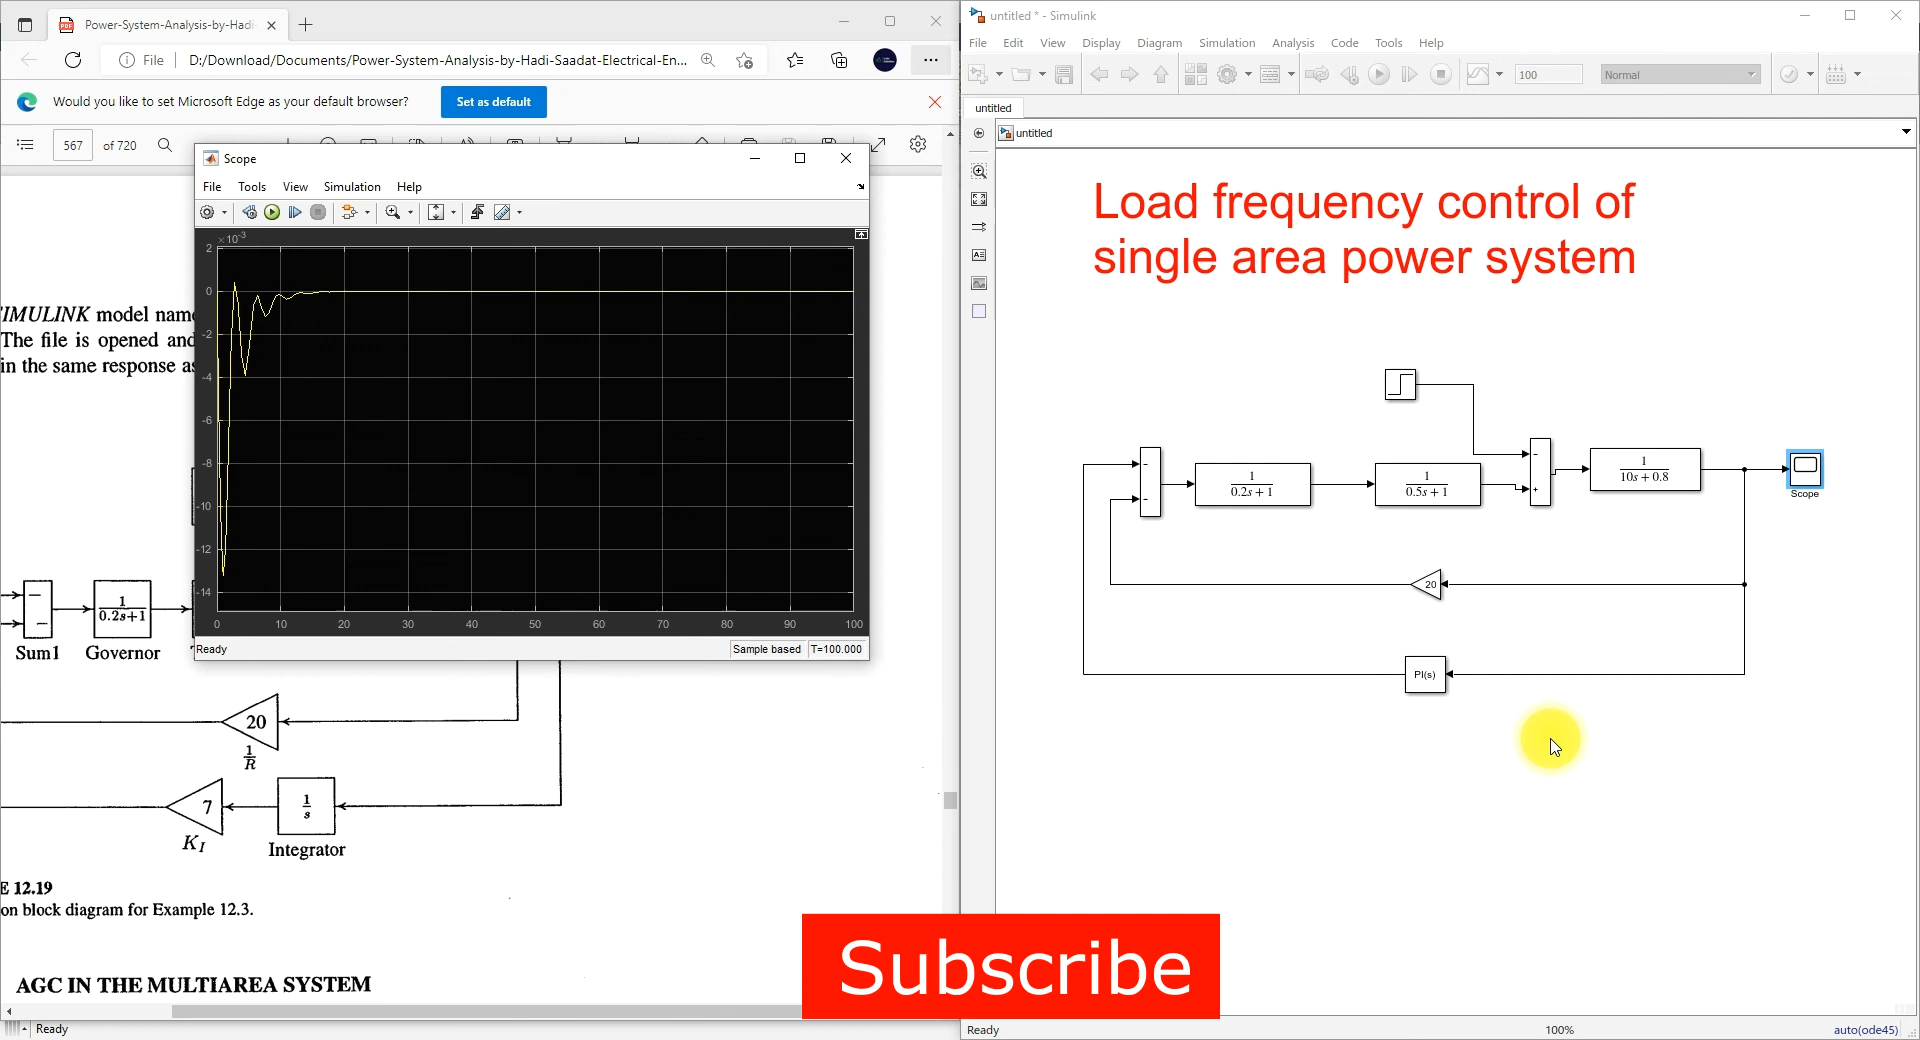 Power-System-Analysis-by-Hadi-
File
D:/Download/Documents/Power-System-Analysis-by-Hadi-Saadat-Electrical-En...
Would you like to set Microsoft Edge as your default browser?
Set as default
567
of 720
IMULINK model name
The file is opened and
in the same response as
Sum1
1
0.2s+1
Governor
20
1
R
7
K_I
1
s
Integrator
E 12.19
on block diagram for Example 12.3.
AGC IN THE MULTIAREA SYSTEM
Ready
Scope
File Tools View Simulation Help
×10⁻³
2
0
-2
-4
-6
-8
-10
-12
-14
0 10 20 30 40 50 60 70 80 90 100
Ready
Sample based T=100.000
untitled * - Simulink
File Edit View Display Diagram Simulation Analysis Code Tools Help
100
Normal
untitled
untitled
Load frequency control of
single area power system
1
0.2s+1
1
0.5s+1
1
10s+0.8
Scope
20
PI(s)
Subscribe
Ready
100%
auto(ode45)